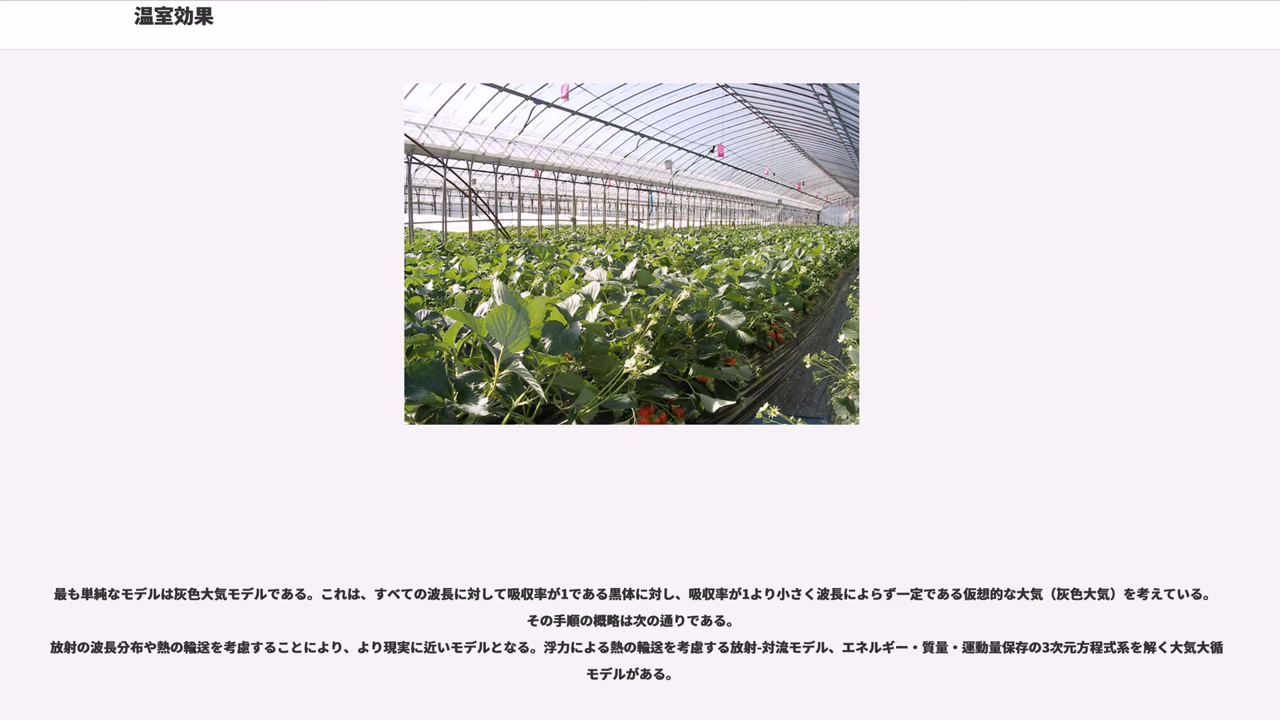 温室効果
最も単純なモデルは灰色大気モデルである。これは、すべての波長に対して吸収率が1である黒体に対し、吸収率が1より小さく波長によらず一定である仮想的な大気（灰色大気）を考えている。
その手順の概略は次の通りである。
放射の波長分布や熱の輸送を考慮することにより、より現実に近いモデルとなる。浮力による熱の輸送を考慮する放射-対流モデル、エネルギー・質量・運動量保存の3次元方程式系を解く大気大循
モデルがある。